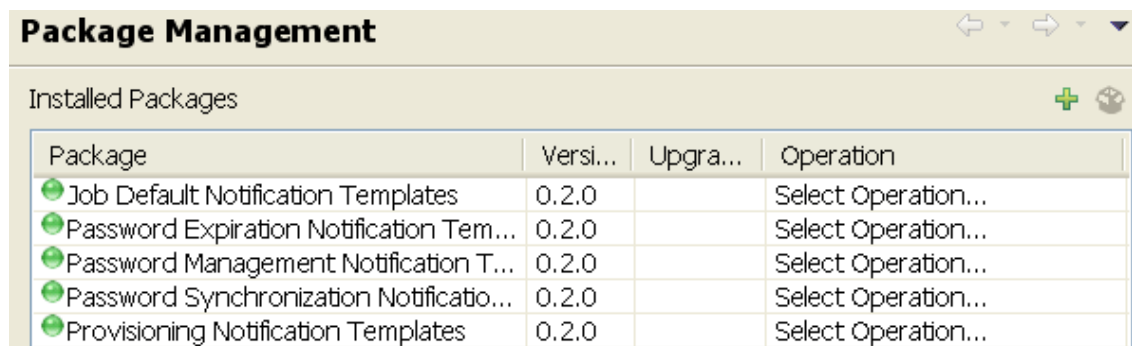 Package Management
Installed Packages
Package Versi... Upgra... Operation
Job Default Notification Templates 0.2.0 Select Operation...
Password Expiration Notification Tem... 0.2.0 Select Operation...
Password Management Notification T... 0.2.0 Select Operation...
Password Synchronization Notificatio... 0.2.0 Select Operation...
Provisioning Notification Templates 0.2.0 Select Operation...